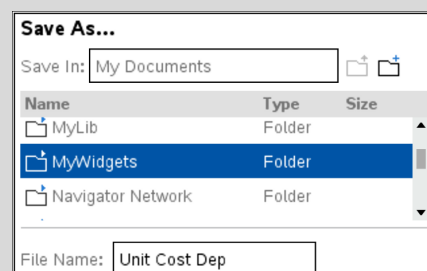 Save As...
Save In: My Documents
Name Type Size
MyLib Folder
MyWidgets Folder
Navigator Network Folder
File Name: Unit Cost Dep